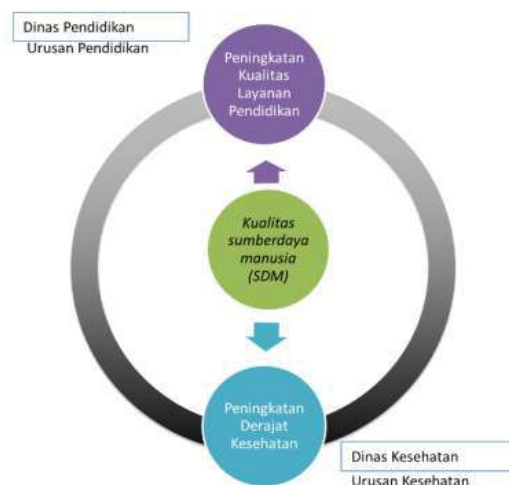 Dinas Pendidikan
Urusan Pendidikan
Peningkatan
Kualitas
Layanan
Pendidikan
Kualitas
sumberdaya
manusia
(SDM)
Peningkatan
Derajat
Kesehatan
Dinas Kesehatan
Urusan Kesehatan